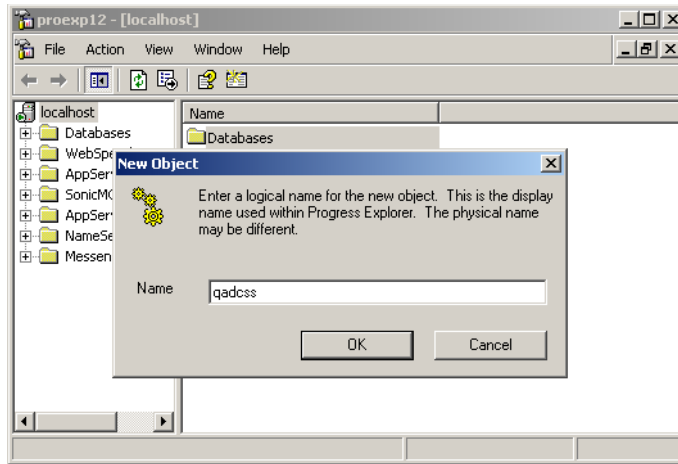 proexp12 - [localhost]
File Action View Window Help
localhost
Name
Databases
Databases
New Object
Enter a logical name for the new object. This is the display
name used within Progress Explorer. The physical name
may be different.
Name
qadcss
OK Cancel